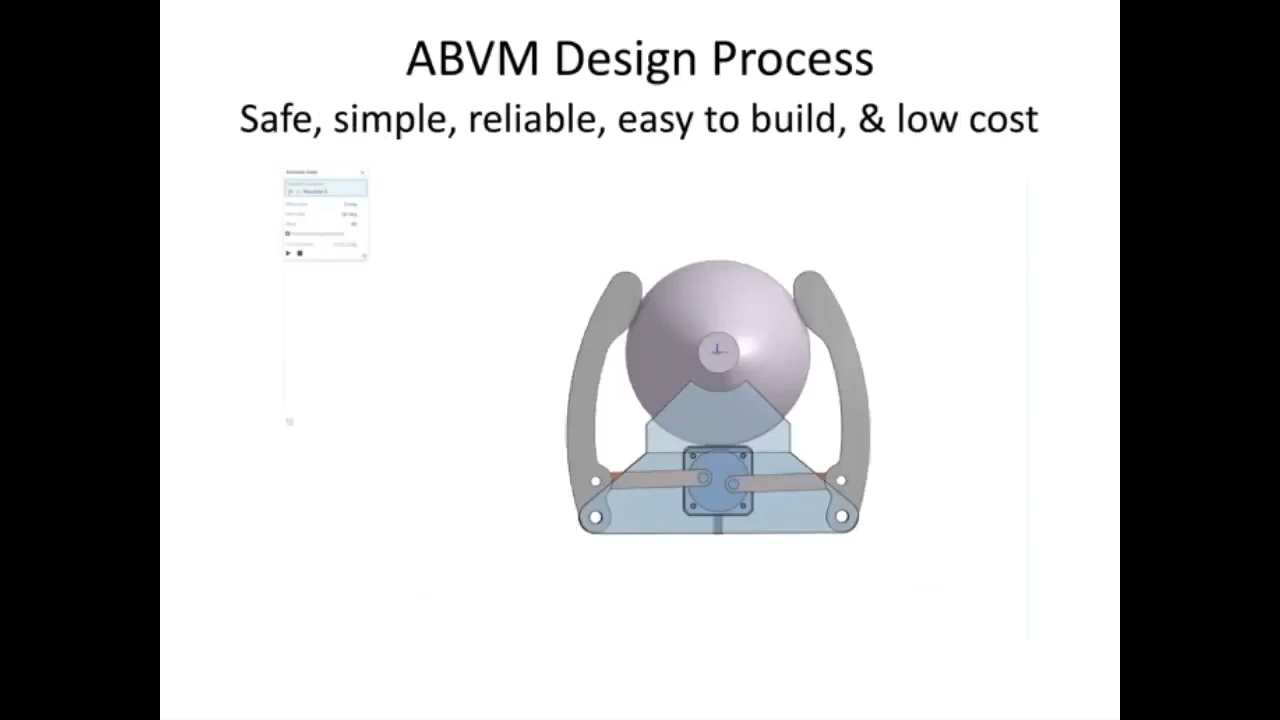 ABVM Design Process
Safe, simple, reliable, easy to build, & low cost